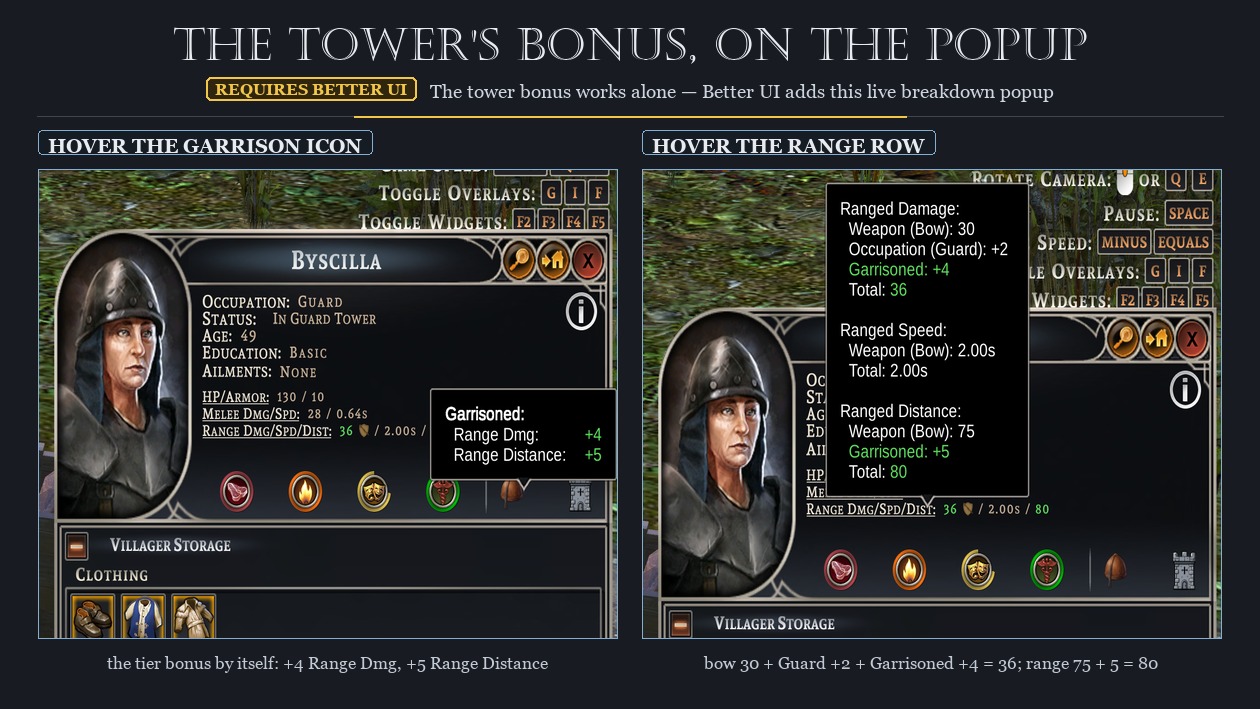 THE TOWER'S BONUS, ON THE POPUP
REQUIRES BETTER UI The tower bonus works alone — Better UI adds this live breakdown popup
HOVER THE GARRISON ICON
TOGGLE OVERLAYS: G I F
TOGGLE WIDGETS: F2 F3 F4 F5
BYSCILLA
X
OCCUPATION: GUARD
STATUS: IN GUARD TOWER
AGE: 49
EDUCATION: BASIC
AILMENTS: NONE
HP/ARMOR: 130 / 10
MELEE DMG/SPD: 28 / 0.64s
RANGE DMG/SPD/DIST: 36 / 2.00s /
Garrisoned:
Range Dmg: +4
Range Distance: +5
VILLAGER STORAGE
CLOTHING
the tier bonus by itself: +4 Range Dmg, +5 Range Distance
HOVER THE RANGE ROW
ROTATE CAMERA: OR Q E
PAUSE: SPACE
SPEED: MINUS EQUALS
LE OVERLAYS: G I F
WIDGETS: F2 F3 F4 F5
Ranged Damage:
Weapon (Bow): 30
Occupation (Guard): +2
Garrisoned: +4
Total: 36
Ranged Speed:
Weapon (Bow): 2.00s
Total: 2.00s
Ranged Distance:
Weapon (Bow): 75
Garrisoned: +5
Total: 80
X
RANGE DMG/SPD/DIST: 36 / 2.00s / 80
VILLAGER STORAGE
bow 30 + Guard +2 + Garrisoned +4 = 36; range 75 + 5 = 80